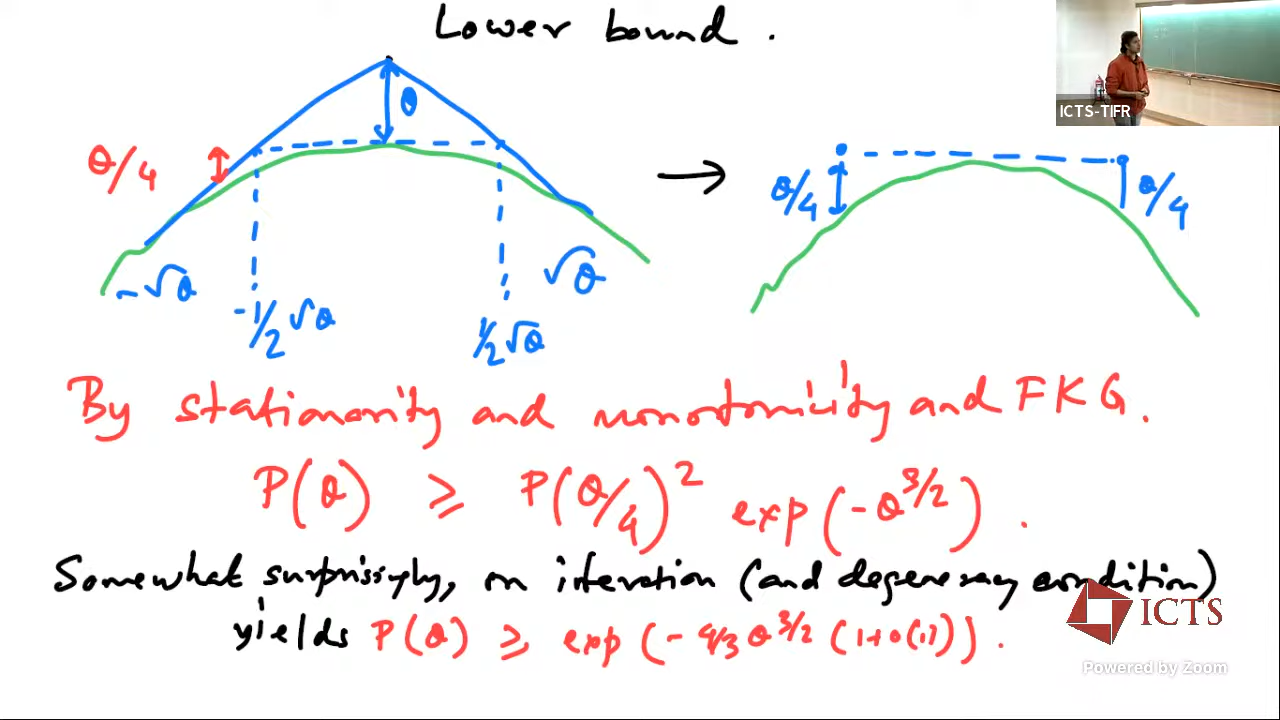 Lower bound.
ICTS-TIFR
θ
θ/4
θ/4
θ/4
-√θ
√θ
-1/2 √θ
1/2 √θ
By stationarity and monotonicity and FKG.
P(θ) ≥ P(θ/4)² exp(-θ^3/2).
Somewhat surprisingly, on iteration (and degeneracy condition)
yields P(θ) ≥ exp(-4/3 θ^3/2 (1+o(1))).
ICTS
Powered by Zoom